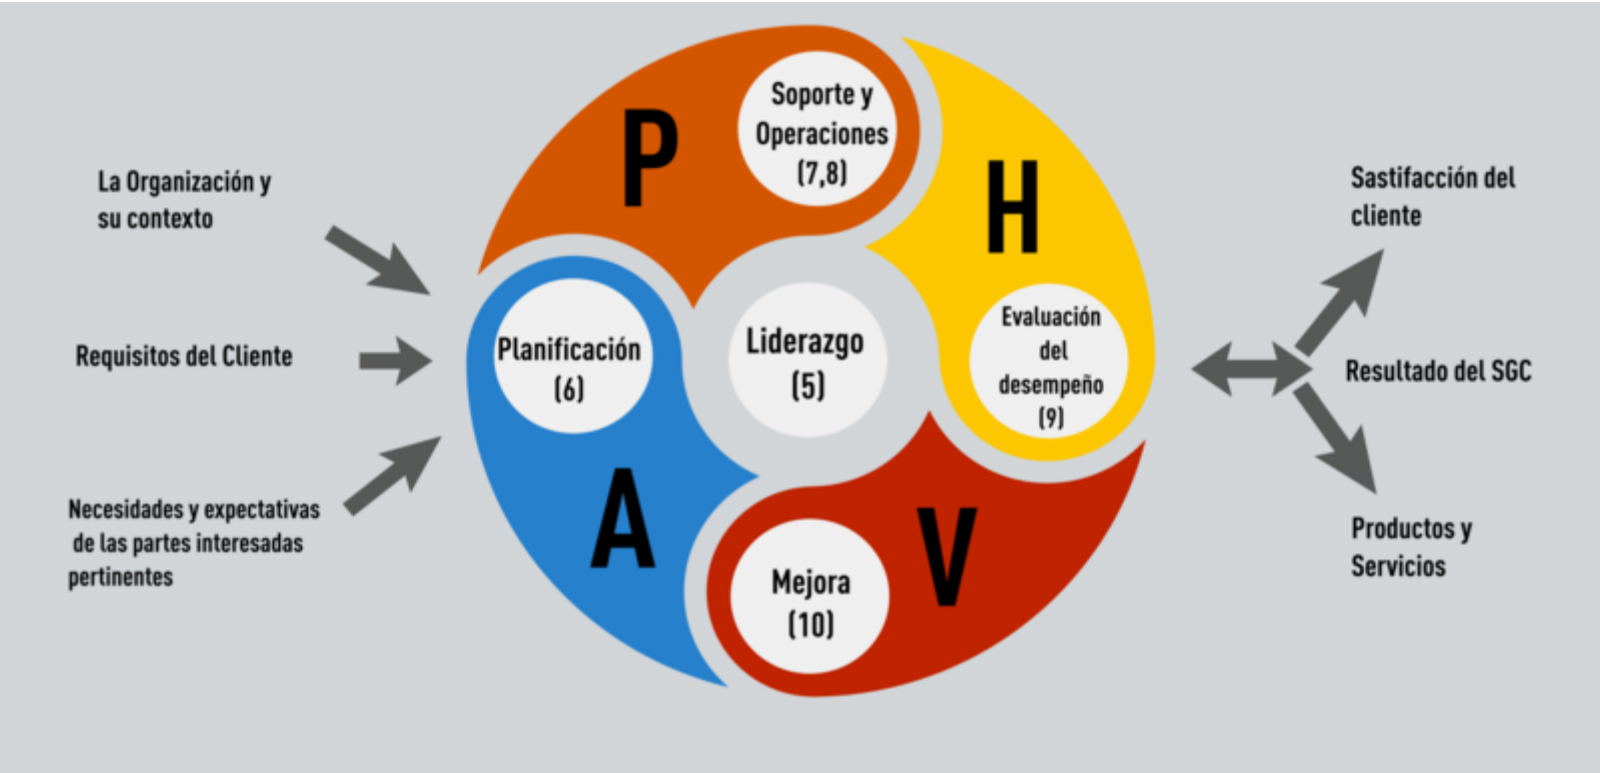 La Organización y
su contexto
Requisitos del Cliente
Necesidades y expectativas
de las partes interesadas
pertinentes
P
Soporte y
Operaciones
(7,8)
H
Evaluación
del
desempeño
(9)
Planificación
(6)
Liderazgo
(5)
A
Mejora
(10)
V
Sastifacción del
cliente
Resultado del SGC
Productos y
Servicios